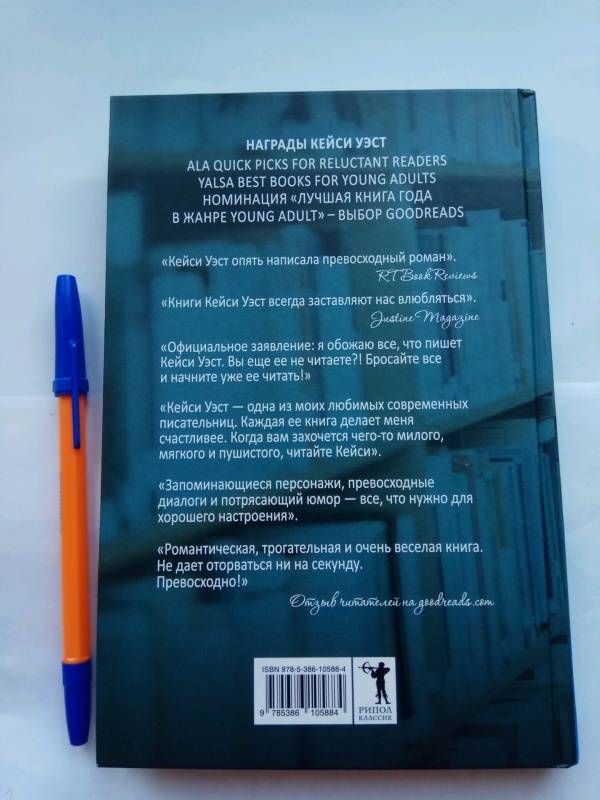 НАГРАДЫ КЕЙСИ УЭСТ
ALA QUICK PICKS FOR RELUCTANT READERS
YALSA BEST BOOKS FOR YOUNG ADULTS
НОМИНАЦИЯ «ЛУЧШАЯ КНИГА ГОДА
В ЖАНРЕ YOUNG ADULT» – ВЫБОР GOODREADS
«Кейси Уэст опять написала превосходный роман».
RT Book Reviews
«Книги Кейси Уэст всегда заставляют нас влюбляться».
Justine Magazine
«Официальное заявление: я обожаю все, что пишет
Кейси Уэст. Вы еще ее не читаете?! Бросайте все
и начните уже ее читать!»
«Кейси Уэст — одна из моих любимых современных
писательниц. Каждая ее книга делает меня
счастливее. Когда вам захочется чего-то милого,
мягкого и пушистого, читайте Кейси».
«Запоминающиеся персонажи, превосходные
диалоги и потрясающий юмор — все, что нужно для
хорошего настроения».
«Романтическая, трогательная и очень веселая книга.
Не дает оторваться ни на секунду.
Превосходно!»
Отзыв читателей на goodreads.com
ISBN 978-5-386-10588-4
9 785386 105884
РИПОЛ
КЛАССИК